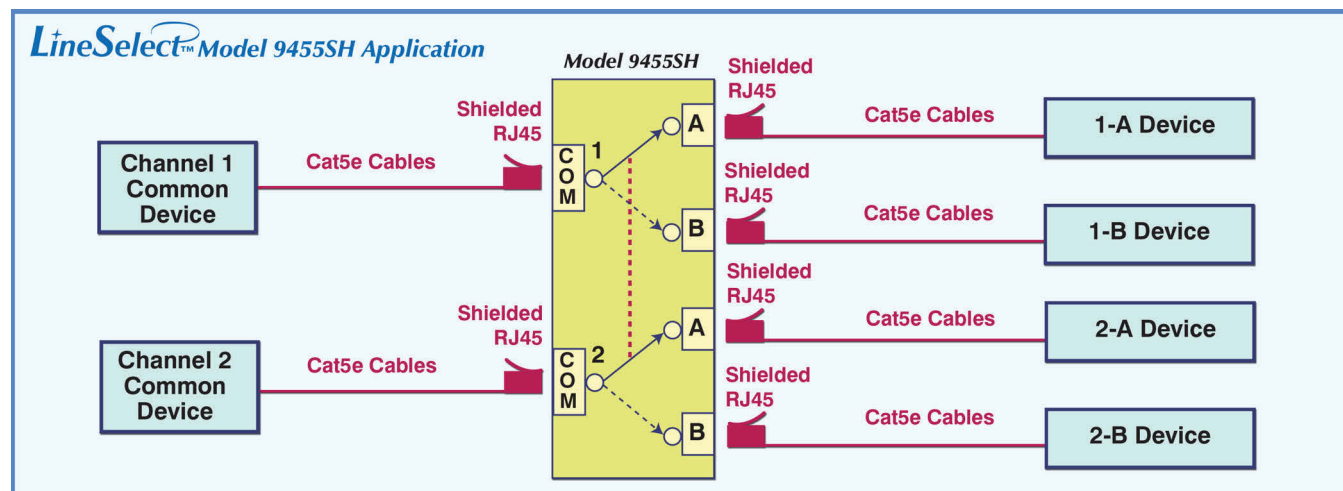 LineSelect™ Model 9455SH Application
Model 9455SH
Channel 1
Common
Device
Cat5e Cables
Shielded
RJ45
C
O
M
1
A
B
Shielded
RJ45
Cat5e Cables
1-A Device
Shielded
RJ45
Cat5e Cables
1-B Device
Channel 2
Common
Device
Cat5e Cables
Shielded
RJ45
C
O
M
2
A
B
Shielded
RJ45
Cat5e Cables
2-A Device
Shielded
RJ45
Cat5e Cables
2-B Device